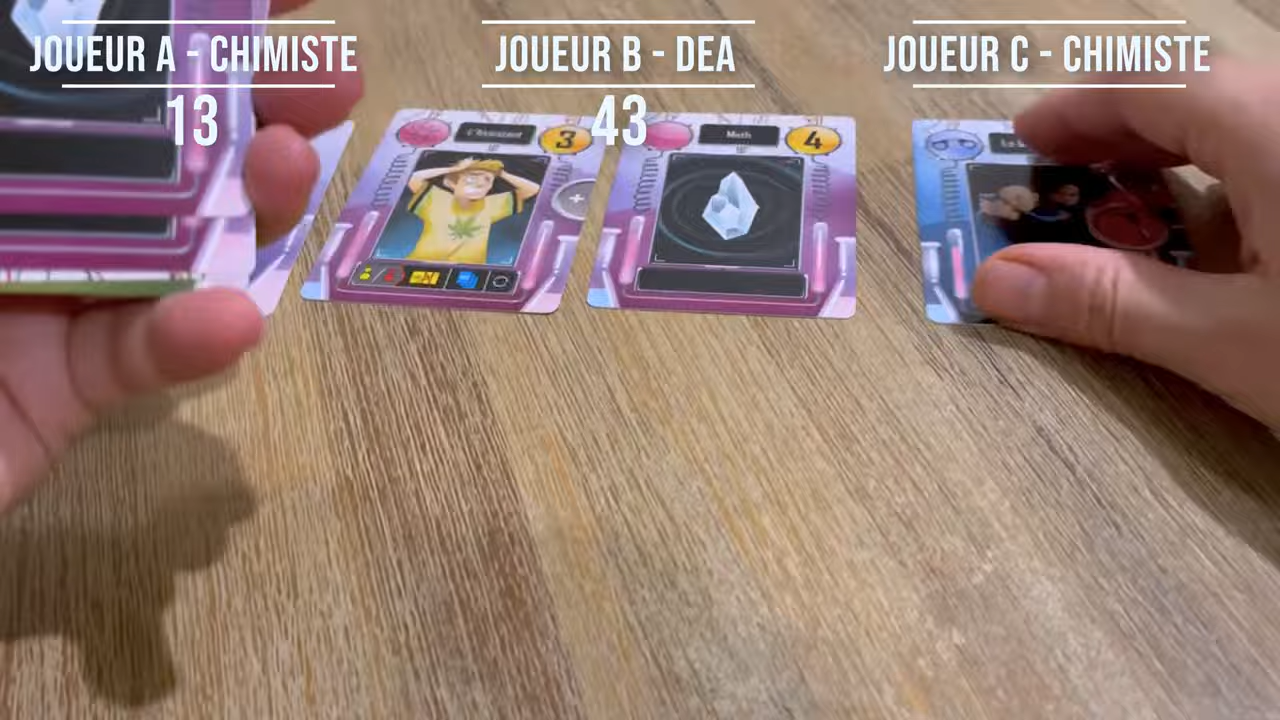 JOUEUR A - CHIMISTE
13
JOUEUR B - DEA
43
JOUEUR C - CHIMISTE
3
Meth
4